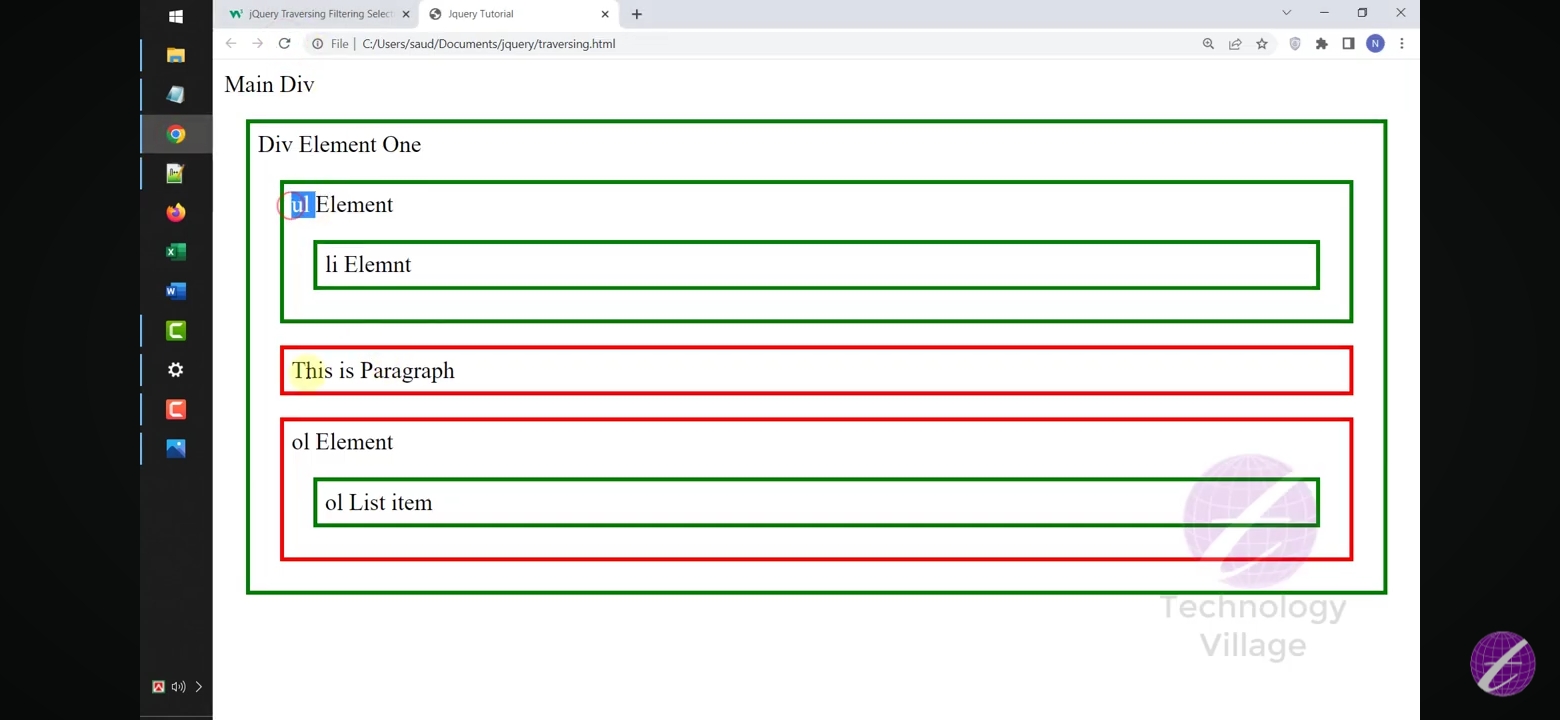 jQuery Traversing Filtering Select
Jquery Tutorial
File | C:/Users/saud/Documents/jquery/traversing.html
N
Main Div
Div Element One
ul Element
li Elemnt
This is Paragraph
ol Element
ol List item
Technology
Village